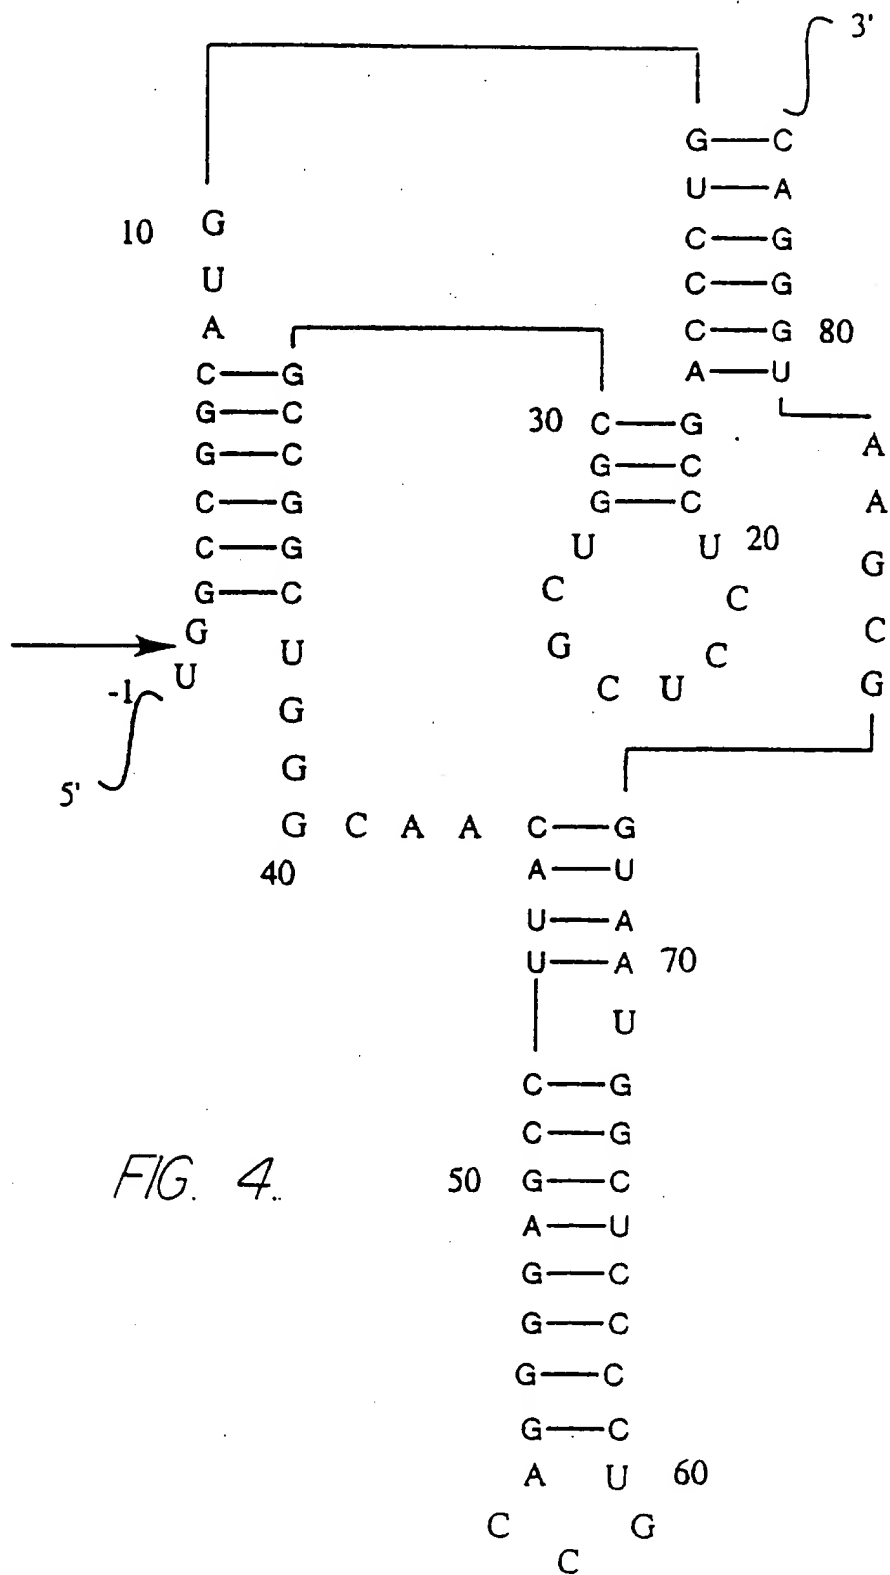 3'
G C
U A
G C G
10 C G
U C G 80
A A U
C G 30 C G A
G C G C A
G C G C
C G U U 20 G
C G C C
G C G C C
G U C U G
-1 U
5' G
G
G C A A C G
40 A U
U A
U A 70
U
C G
C G
FIG. 4. 50 G C
A U
G C
G C
G C
G C
A U 60
C G
C